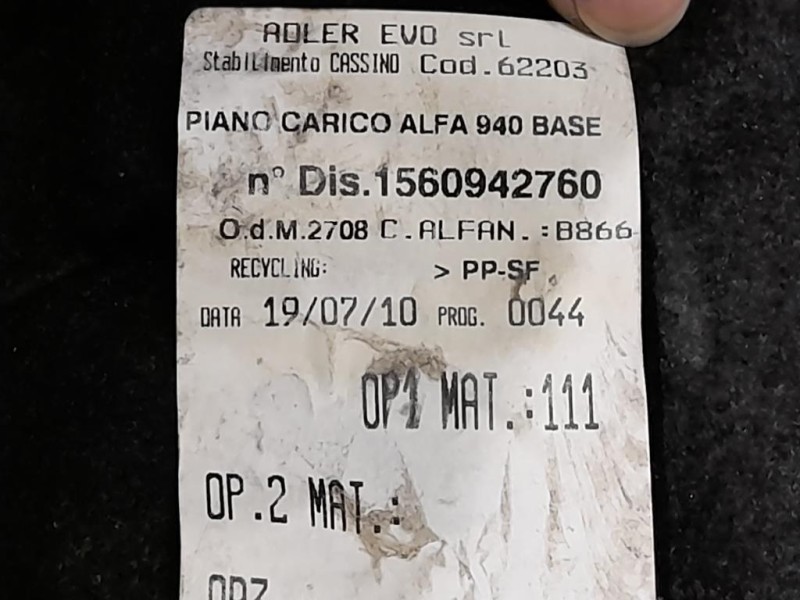 ADLER EVO srl
Stabilimento CASSINO Cod.62203
PIANO CARICO ALFA 940 BASE
n° Dis.1560942760
O.d.M.2708 C.ALFAN.:B866
RECYCLING: > PP-SF
DATA 19/07/10 PROG. 0044
OP1 MAT.:111
OP.2 MAT.: